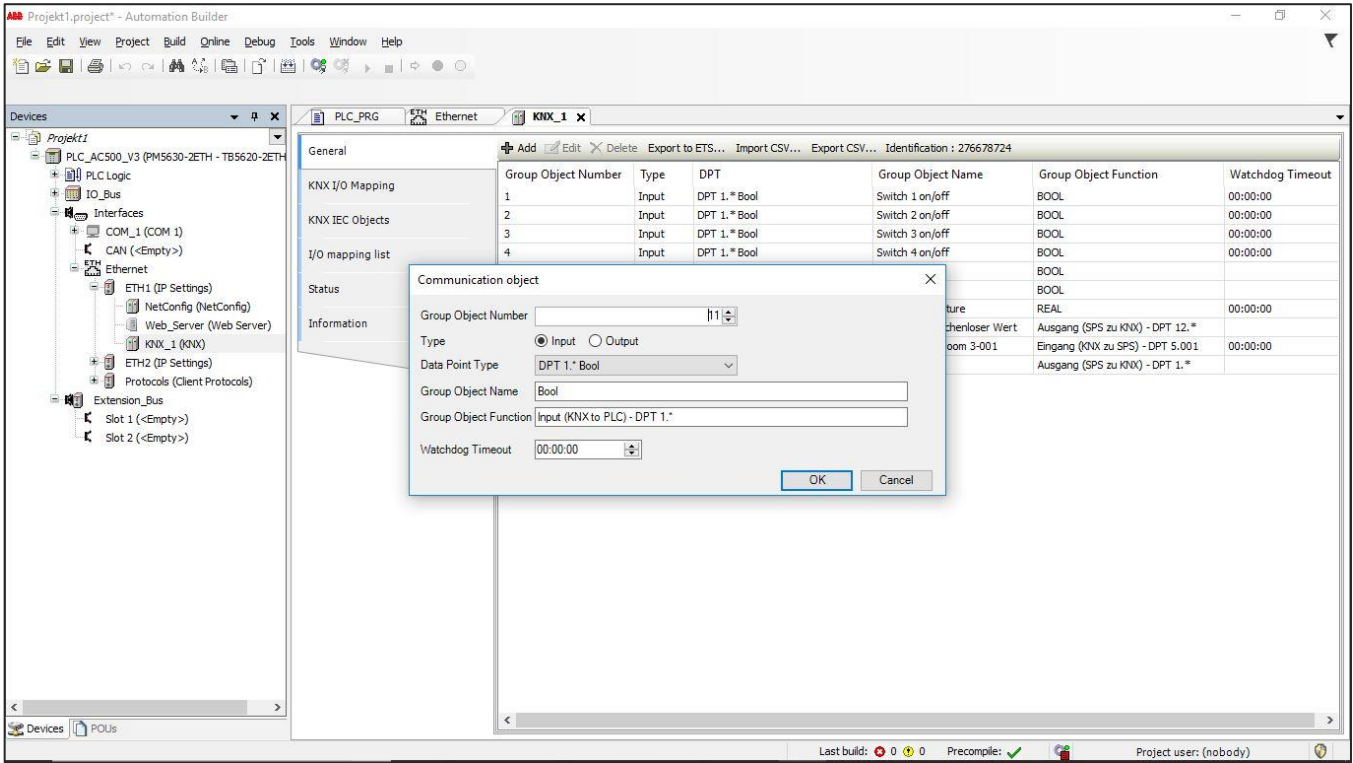 ABB Projekt1.project* - Automation Builder
File Edit View Project Build Online Debug Tools Window Help
Devices
Projekt1
PLC_AC500_V3 (PM5630-2ETH - TB5620-2ETH
PLC Logic
IO_Bus
Interfaces
COM_1 (COM 1)
CAN (<Empty>)
ETH Ethernet
ETH1 (IP Settings)
NetConfig (NetConfig)
Web_Server (Web Server)
KNX_1 (KNX)
ETH2 (IP Settings)
Protocols (Client Protocols)
Extension_Bus
Slot 1 (<Empty>)
Slot 2 (<Empty>)
Devices POUs
PLC_PRG ETH Ethernet KNX_1
General
KNX I/O Mapping
KNX IEC Objects
I/O mapping list
Status
Information
Add Edit Delete Export to ETS... Import CSV... Export CSV... Identification : 276678724
Group Object Number Type DPT Group Object Name Group Object Function Watchdog Timeout
1 Input DPT 1.* Bool Switch 1 on/off BOOL 00:00:00
2 Input DPT 1.* Bool Switch 2 on/off BOOL 00:00:00
3 Input DPT 1.* Bool Switch 3 on/off BOOL 00:00:00
4 Input DPT 1.* Bool Switch 4 on/off BOOL 00:00:00
BOOL
BOOL
ture REAL 00:00:00
chenloser Wert Ausgang (SPS zu KNX) - DPT 12.*
oom 3-001 Eingang (KNX zu SPS) - DPT 5.001 00:00:00
Ausgang (SPS zu KNX) - DPT 1.*
Communication object
Group Object Number 11
Type Input Output
Data Point Type DPT 1.* Bool
Group Object Name Bool
Group Object Function Input (KNX to PLC) - DPT 1.*
Watchdog Timeout 00:00:00
OK Cancel
Last build: 0 0 Precompile: Project user: (nobody)